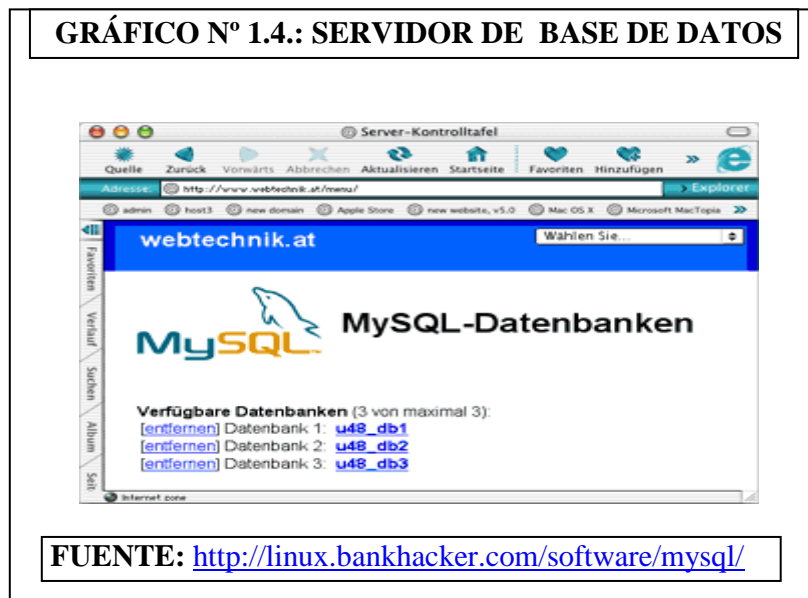 GRÁFICO Nº 1.4.: SERVIDOR DE BASE DE DATOS
Server-Kontrolltafel
Quelle Zurück Vorwärts Abbrechen Aktualisieren Startseite Favoriten Hinzufügen »
Adresse: http://www.webtechnik.at/menu/ › Explorer
admin host3 new domain Apple Store new website, v5.0 Mac OS X Microsoft MacTopia »
webtechnik.at
Wählen Sie...
Favoriten
Verlauf
Suchen
Album
Seit
MySQL
MySQL-Datenbanken
Verfügbare Datenbanken (3 von maximal 3):
[entfernen] Datenbank 1: u48_db1
[entfernen] Datenbank 2: u48_db2
[entfernen] Datenbank 3: u48_db3
Internet zone
FUENTE: http://linux.bankhacker.com/software/mysql/